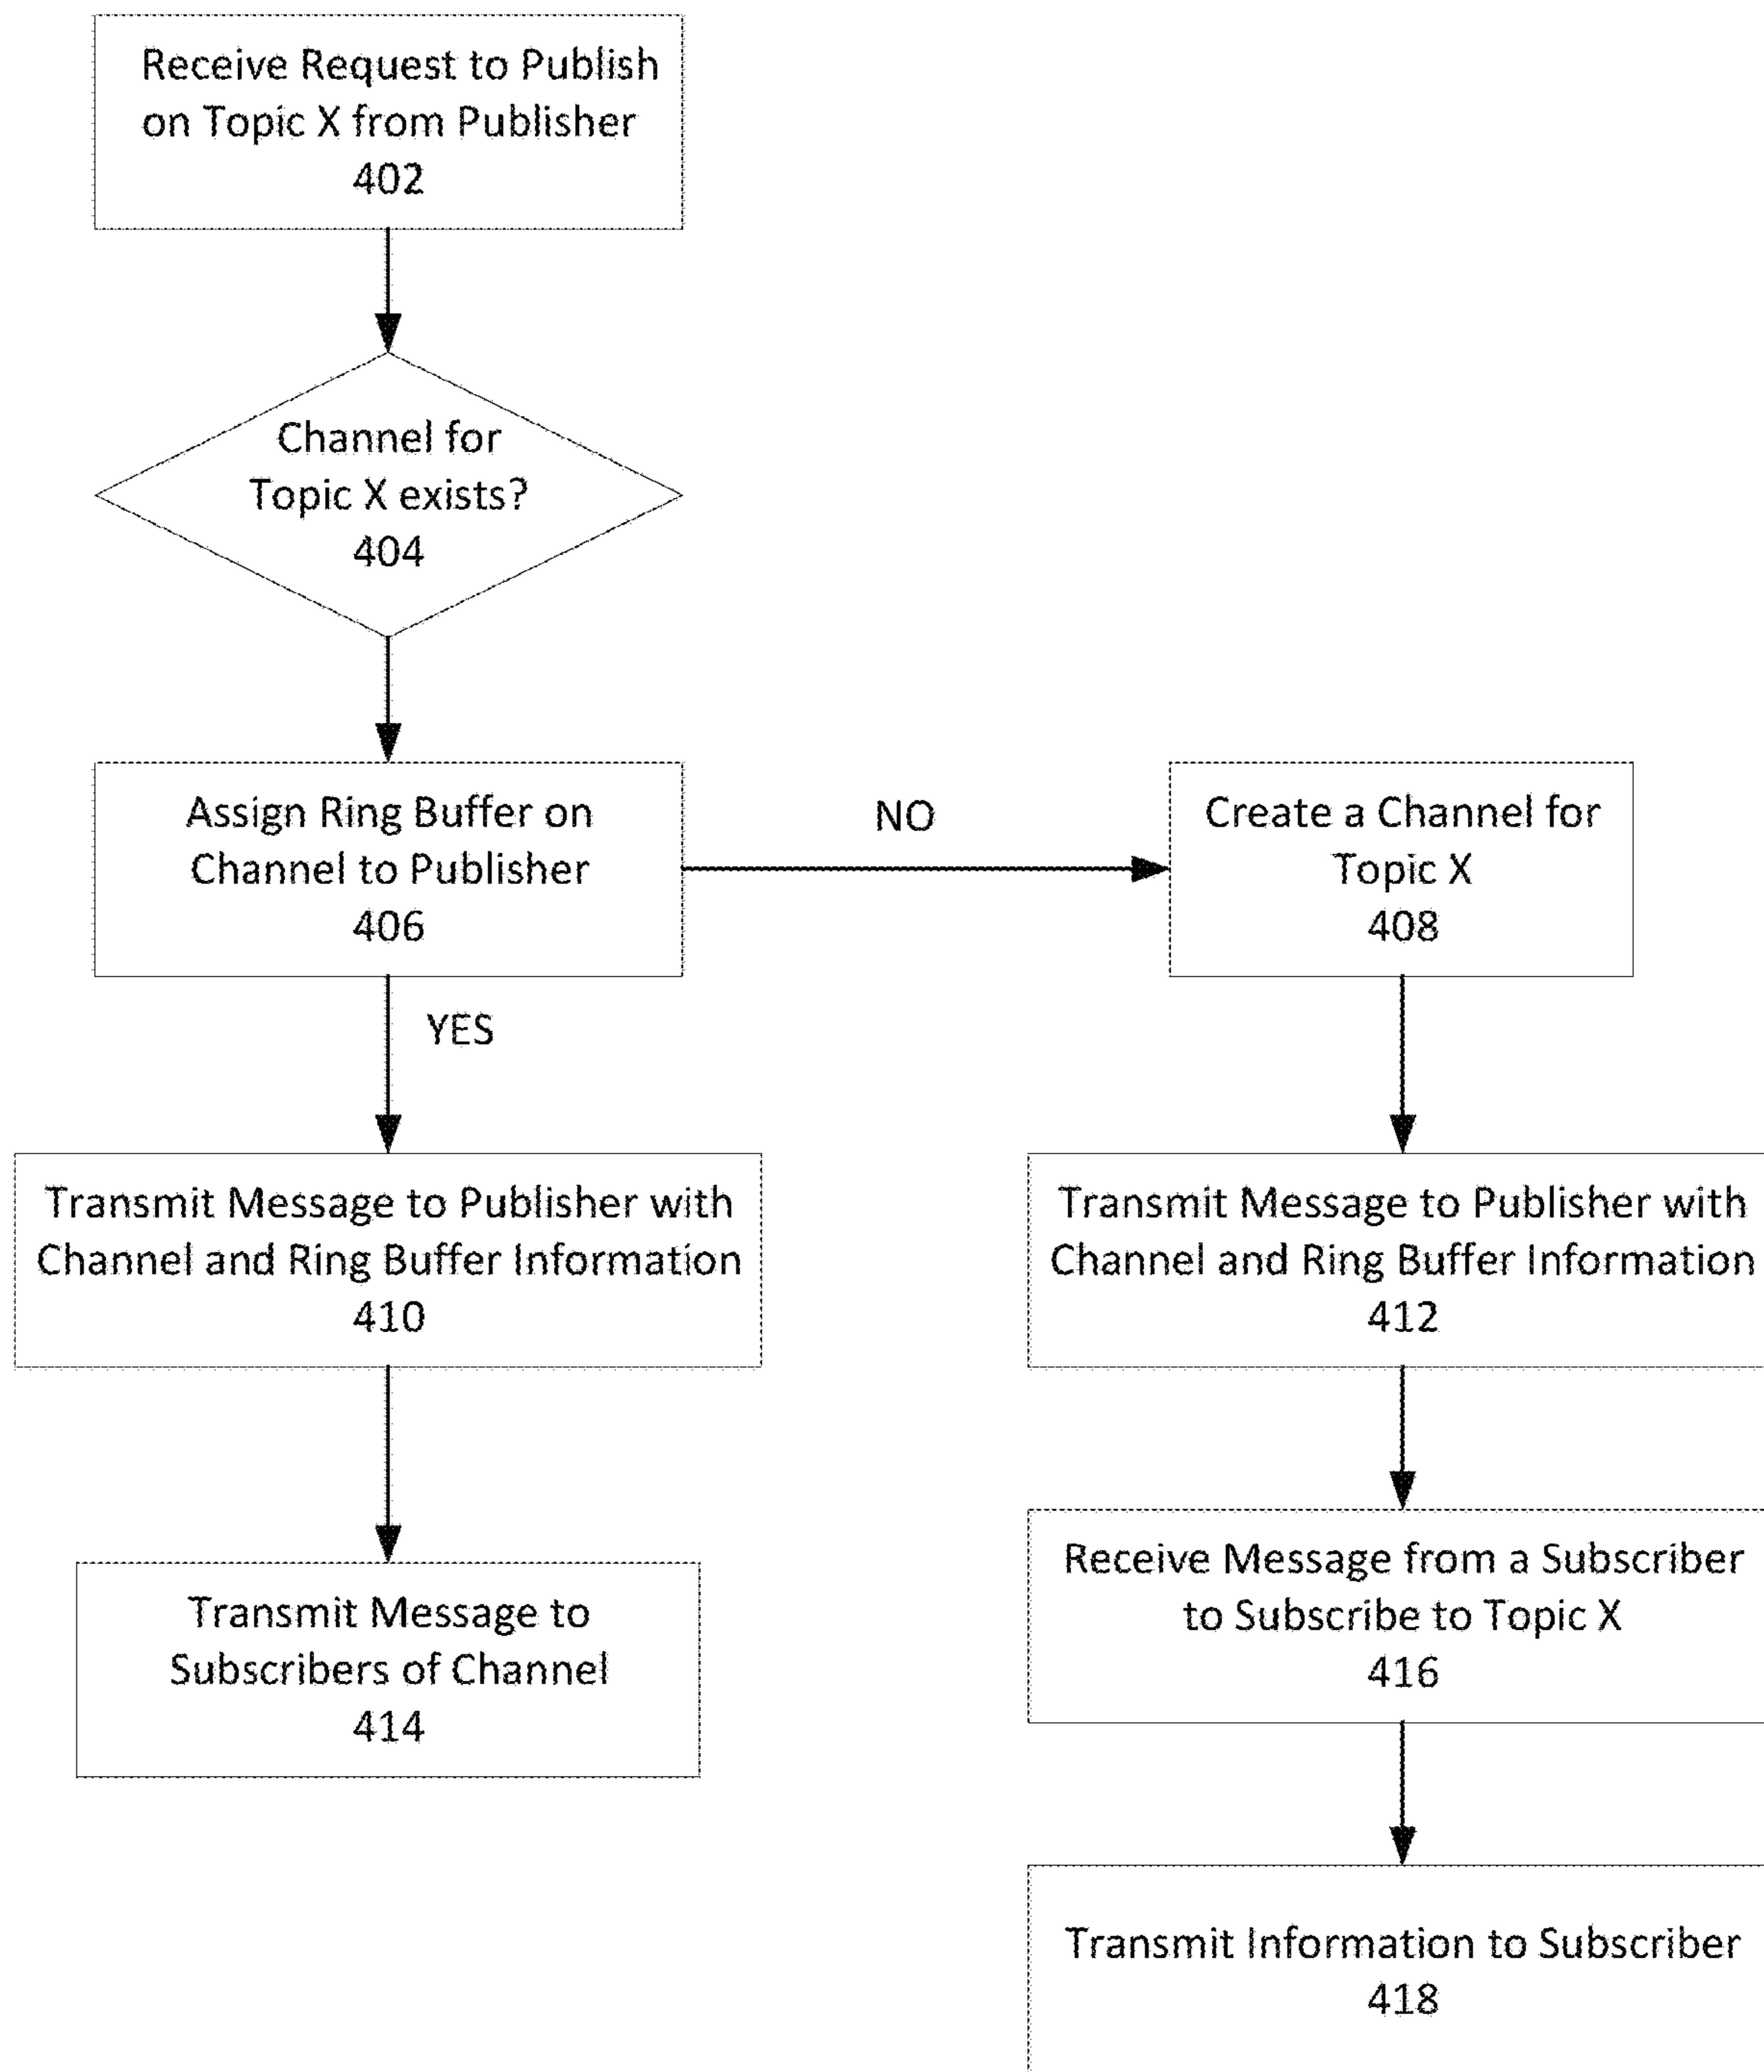 Receive Request to Publish
on Topic X from Publisher
402
Channel for
Topic X exists?
404
Assign Ring Buffer on
Channel to Publisher
406
NO
Create a Channel for
Topic X
408
YES
Transmit Message to Publisher with
Channel and Ring Buffer Information
410
Transmit Message to Publisher with
Channel and Ring Buffer Information
412
Transmit Message to
Subscribers of Channel
414
Receive Message from a Subscriber
to Subscribe to Topic X
416
Transmit Information to Subscriber
418